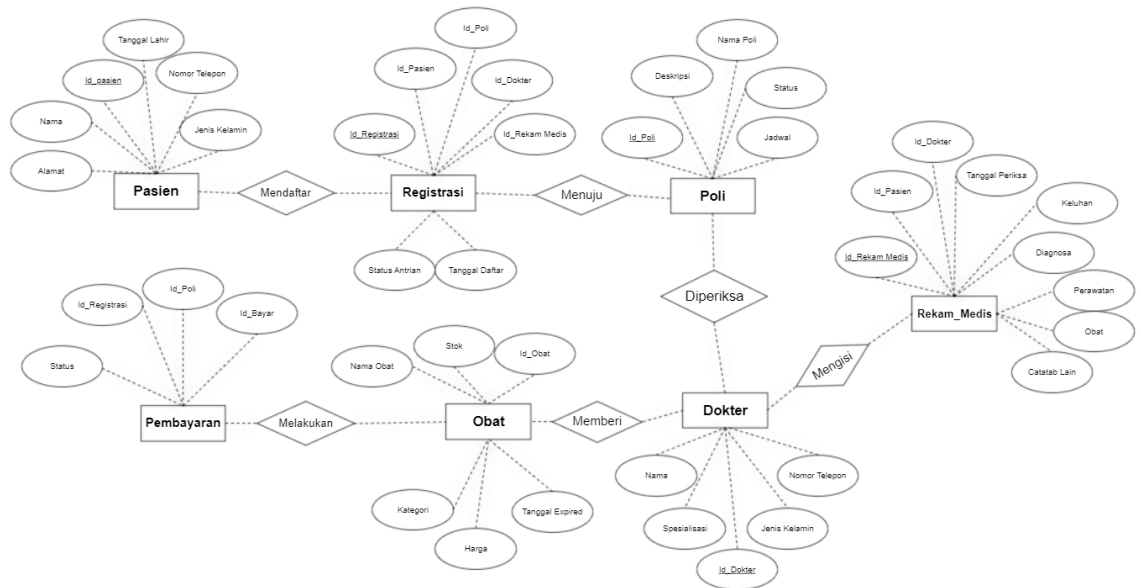 Id_Poli
Tanggal Lahir
Nama Poli
Id_pasien
Nomor Telepon
Id_Pasien
Id_Dokter
Deskripsi
Status
Nama
Jenis Kelamin
Id_Registrasi
Id_Rekam Medis
Id_Poli
Jadwal
Alamat
Pasien
Mendaftar
Registrasi
Menuju
Poli
Id_Dokter
Tanggal Periksa
Id_Pasien
Keluhan
Id_Rekam Medis
Diagnosa
Status Antrian
Tanggal Daftar
Diperiksa
Perawatan
Rekam_Medis
Obat
Catatab Lain
Mengisi
Id_Poli
Id_Registrasi
Id_Bayar
Status
Stok
Id_Obat
Nama Obat
Pembayaran
Melakukan
Obat
Memberi
Dokter
Nama
Nomor Telepon
Kategori
Tanggal Expired
Harga
Spesialisasi
Jenis Kelamin
Id_Dokter